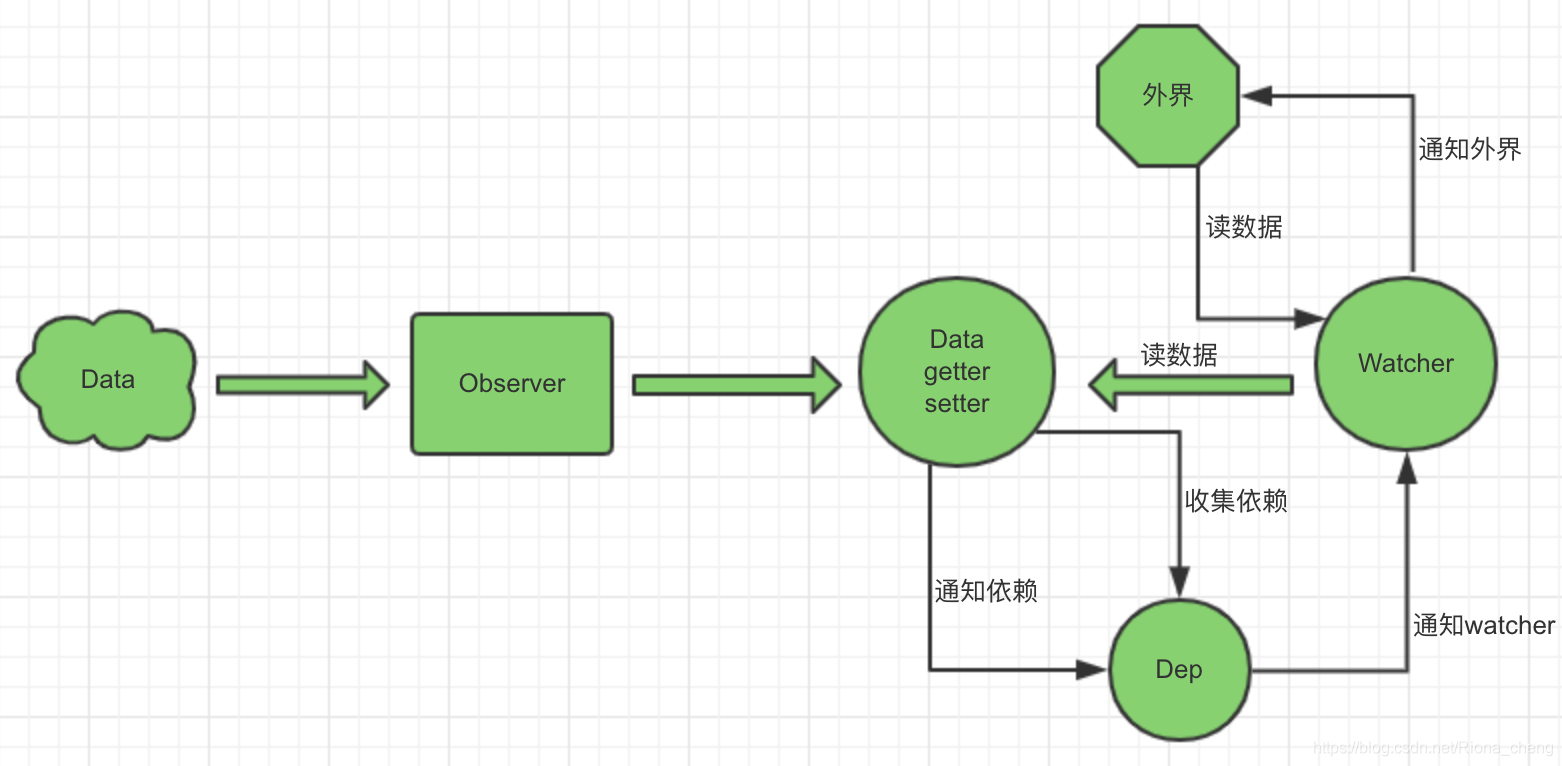 外界
通知外界
读数据
Data
Observer
Data
getter
setter
读数据
Watcher
收集依赖
通知依赖
通知watcher
Dep
https://blog.csdn.net/Riona_cheng